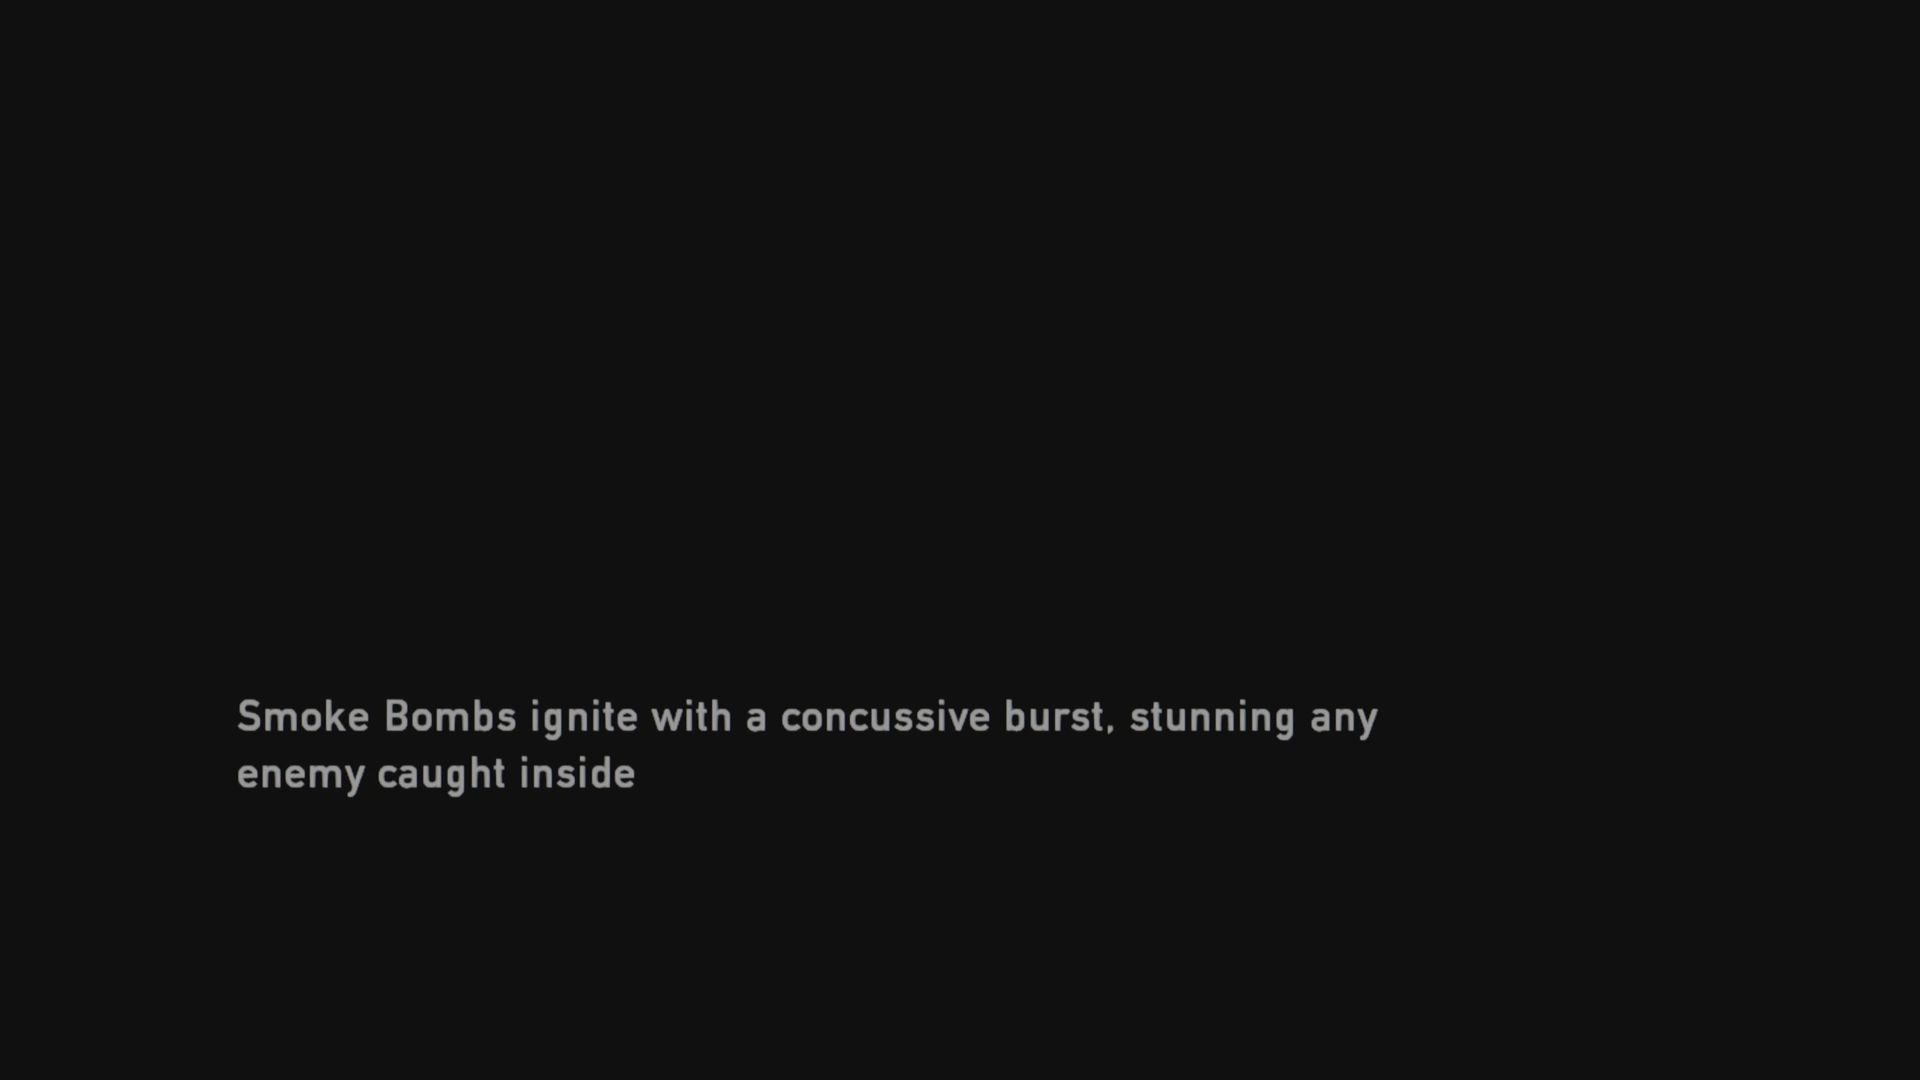 Smoke Bombs ignite with a concussive burst, stunning any
enemy caught inside